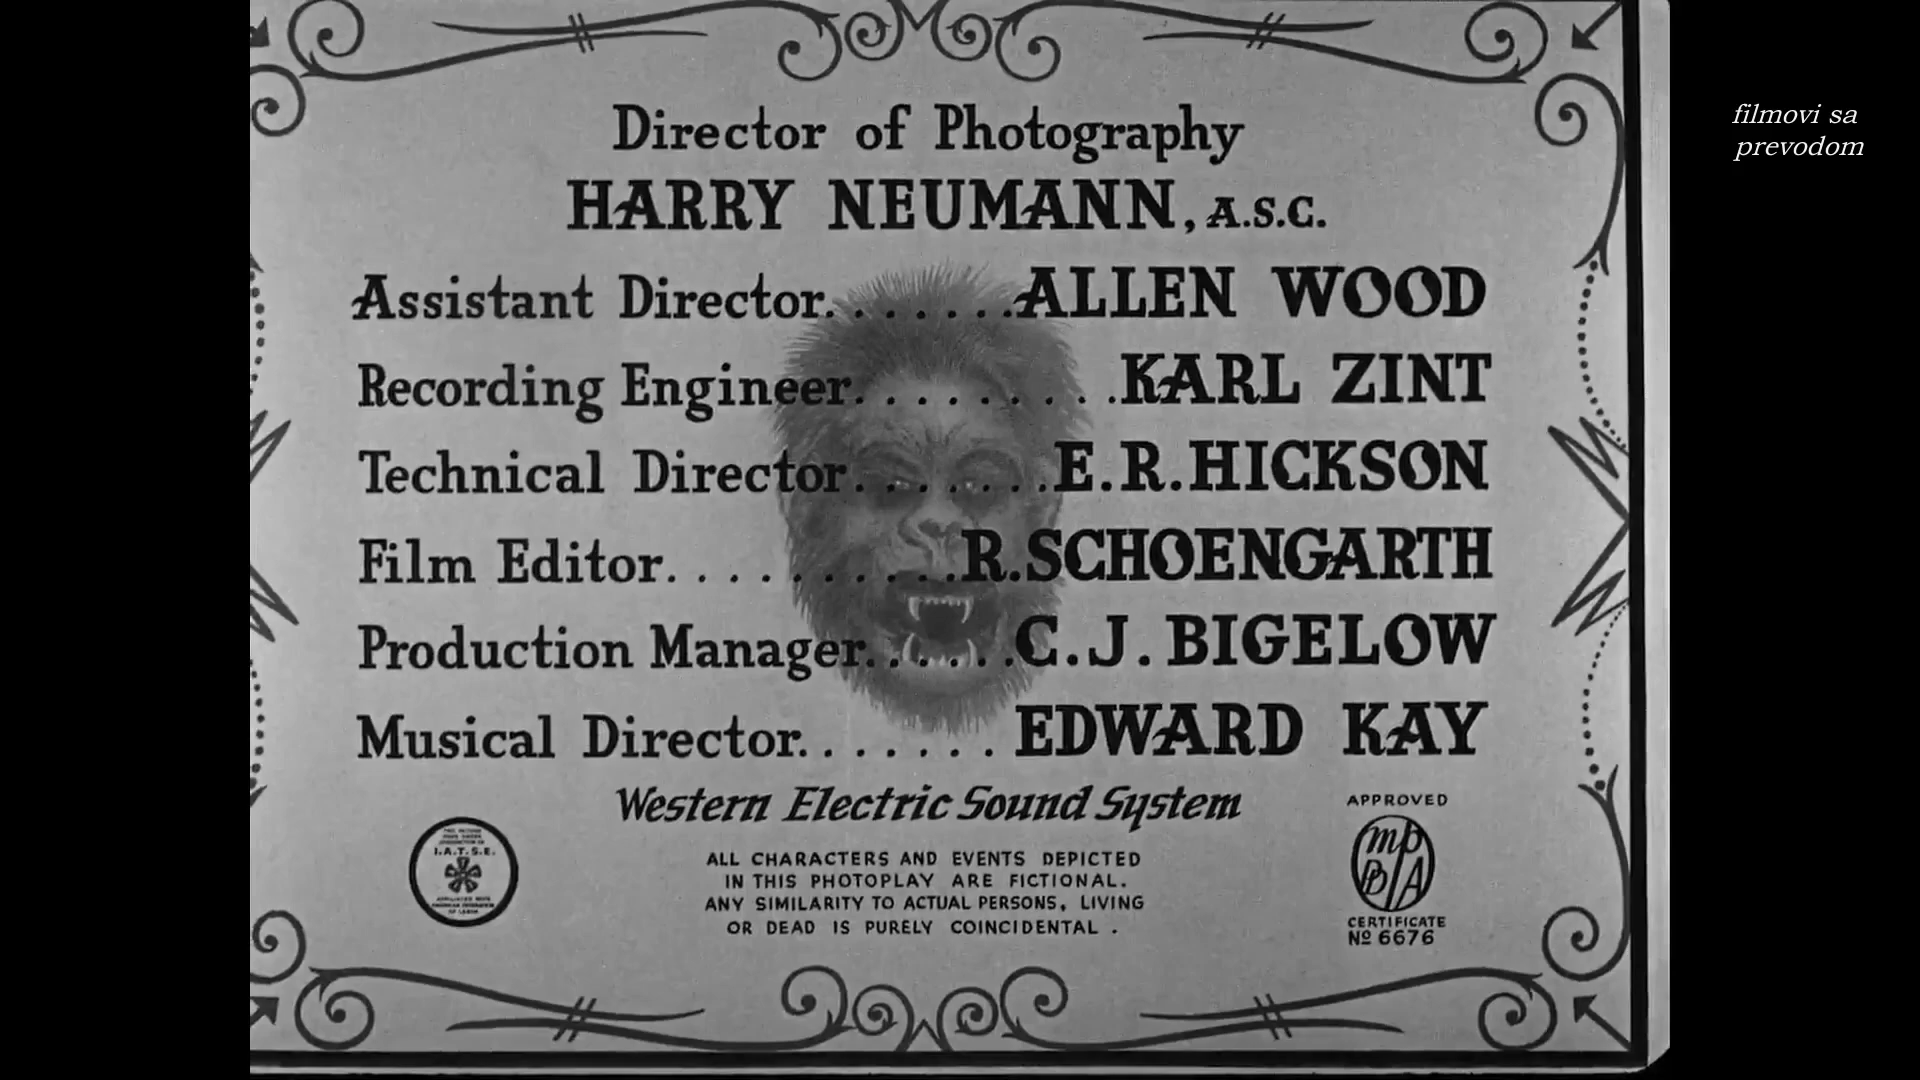 Director of Photography
HARRY NEUMANN, A.S.C.
Assistant Director........ALLEN WOOD
Recording Engineer.........KARL ZINT
Technical Director.......E.R.HICKSON
Film Editor..........R.SCHOENGARTH
Production Manager......C.J.BIGELOW
Musical Director.......EDWARD KAY
Western Electric Sound System
I.A.T.S.E.
ALL CHARACTERS AND EVENTS DEPICTED
IN THIS PHOTOPLAY ARE FICTIONAL.
ANY SIMILARITY TO ACTUAL PERSONS, LIVING
OR DEAD IS PURELY COINCIDENTAL.
APPROVED
MPPDA
CERTIFICATE
№ 6676
filmovi sa
prevodom